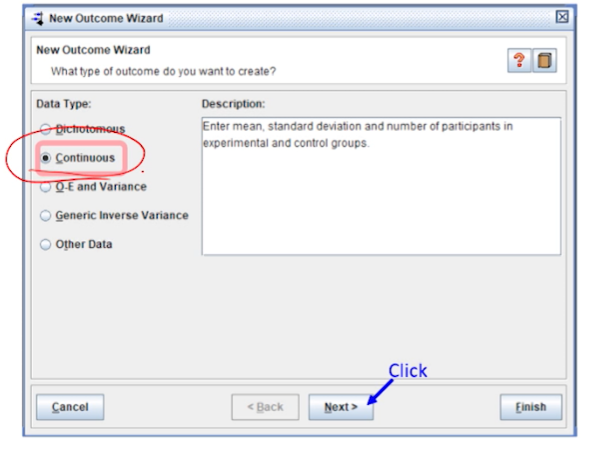 New Outcome Wizard
New Outcome Wizard
What type of outcome do you want to create?
Data Type:
Description:
Dichotomous
Continuous
O-E and Variance
Generic Inverse Variance
Other Data
Enter mean, standard deviation and number of participants in
experimental and control groups.
Click
Cancel
< Back
Next >
Finish